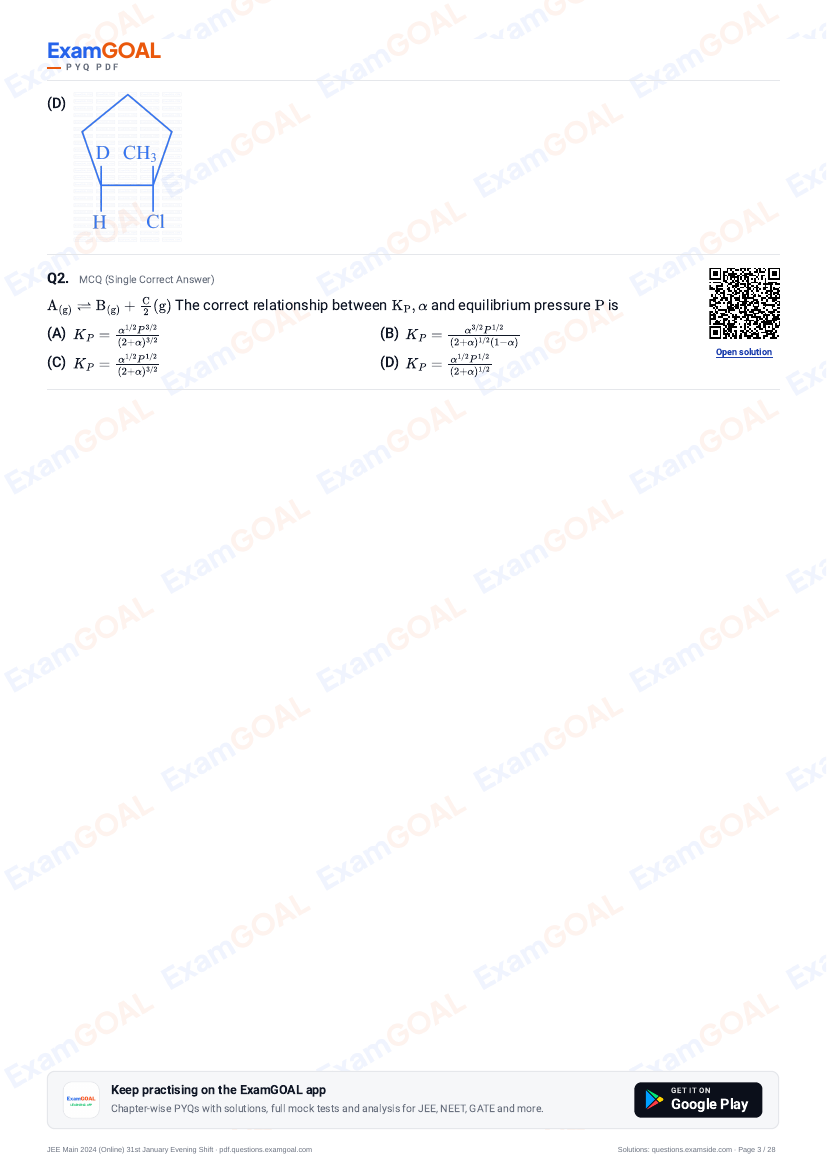 ExamGOAL
PYQ PDF
(D)
D CH₃
H Cl
Q2. MCQ (Single Correct Answer)
A₍g₎ ⇌ B₍g₎ + C/2 (g) The correct relationship between K_P, α and equilibrium pressure P is
(A) K_P = α^{1/2}P^{3/2}/(2+α)^{3/2} (B) K_P = α^{3/2}P^{1/2}/(2+α)^{1/2}(1−α)
Open solution
(C) K_P = α^{1/2}P^{1/2}/(2+α)^{3/2} (D) K_P = α^{1/2}P^{1/2}/(2+α)^{1/2}
Keep practising on the ExamGOAL app
Chapter-wise PYQs with solutions, full mock tests and analysis for JEE, NEET, GATE and more.
GET IT ON
Google Play
JEE Main 2024 (Online) 31st January Evening Shift · pdf.questions.examgoal.com
Solutions: questions.examside.com · Page 3 / 28